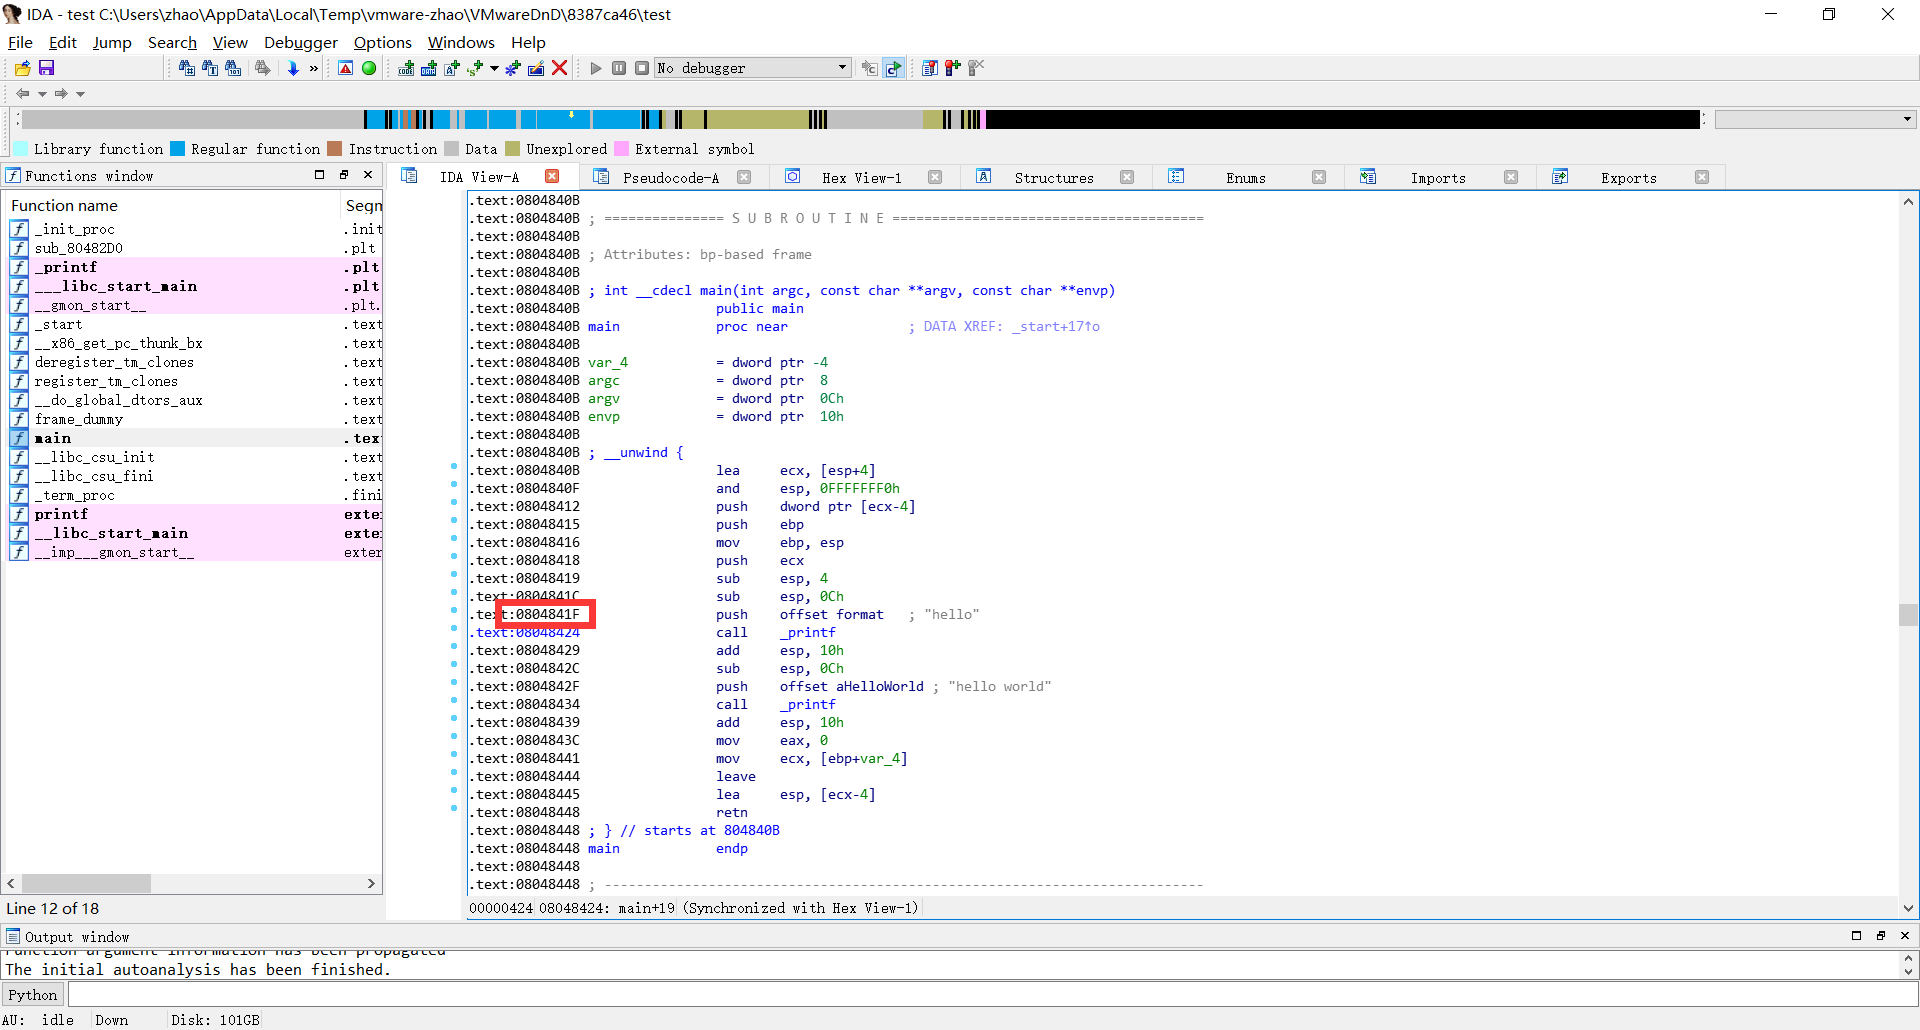 IDA - test C:\Users\zhao\AppData\Local\Temp\vmware-zhao\VMwareDnD\8387ca46\test
File Edit Jump Search View Debugger Options Windows Help
No debugger
Library function Regular function Instruction Data Unexplored External symbol
Functions window
Function name Segm
_init_proc .init
sub_80482D0 .plt
_printf .plt
___libc_start_main .plt
__gmon_start__ .plt.
_start .text
__x86_get_pc_thunk_bx .text
deregister_tm_clones .text
register_tm_clones .text
__do_global_dtors_aux .text
frame_dummy .text
main .text
__libc_csu_init .text
__libc_csu_fini .text
_term_proc .fini
printf exte
__libc_start_main exte
__imp___gmon_start__ exter
Line 12 of 18
IDA View-A Pseudocode-A Hex View-1 Structures Enums Imports Exports
.text:0804840B
.text:0804840B ; =============== S U B R O U T I N E =======================================
.text:0804840B
.text:0804840B ; Attributes: bp-based frame
.text:0804840B
.text:0804840B ; int __cdecl main(int argc, const char **argv, const char **envp)
.text:0804840B public main
.text:0804840B main proc near ; DATA XREF: _start+17↑o
.text:0804840B
.text:0804840B var_4 = dword ptr -4
.text:0804840B argc = dword ptr 8
.text:0804840B argv = dword ptr 0Ch
.text:0804840B envp = dword ptr 10h
.text:0804840B
.text:0804840B ; __unwind {
.text:0804840B lea ecx, [esp+4]
.text:0804840F and esp, 0FFFFFFF0h
.text:08048412 push dword ptr [ecx-4]
.text:08048415 push ebp
.text:08048416 mov ebp, esp
.text:08048418 push ecx
.text:08048419 sub esp, 4
.text:0804841C sub esp, 0Ch
.text:0804841F push offset format ; "hello"
.text:08048424 call _printf
.text:08048429 add esp, 10h
.text:0804842C sub esp, 0Ch
.text:0804842F push offset aHelloWorld ; "hello world"
.text:08048434 call _printf
.text:08048439 add esp, 10h
.text:0804843C mov eax, 0
.text:08048441 mov ecx, [ebp+var_4]
.text:08048444 leave
.text:08048445 lea esp, [ecx-4]
.text:08048448 retn
.text:08048448 ; } // starts at 804840B
.text:08048448 main endp
.text:08048448
.text:08048448 ; ---------------------------------------------------------------------------
00000424 08048424: main+19 (Synchronized with Hex View-1)
Output window
Function argument information has been propagated
The initial autoanalysis has been finished.
Python
AU: idle Down Disk: 101GB